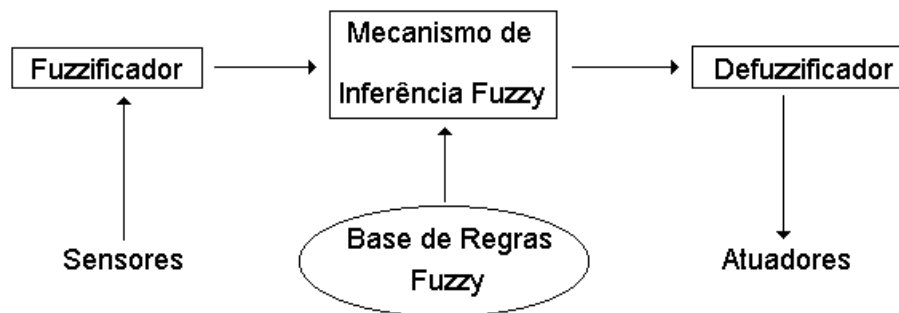 Mecanismo de
Fuzzificador
Inferência Fuzzy
Defuzzificador
Sensores
Base de Regras
Fuzzy
Atuadores